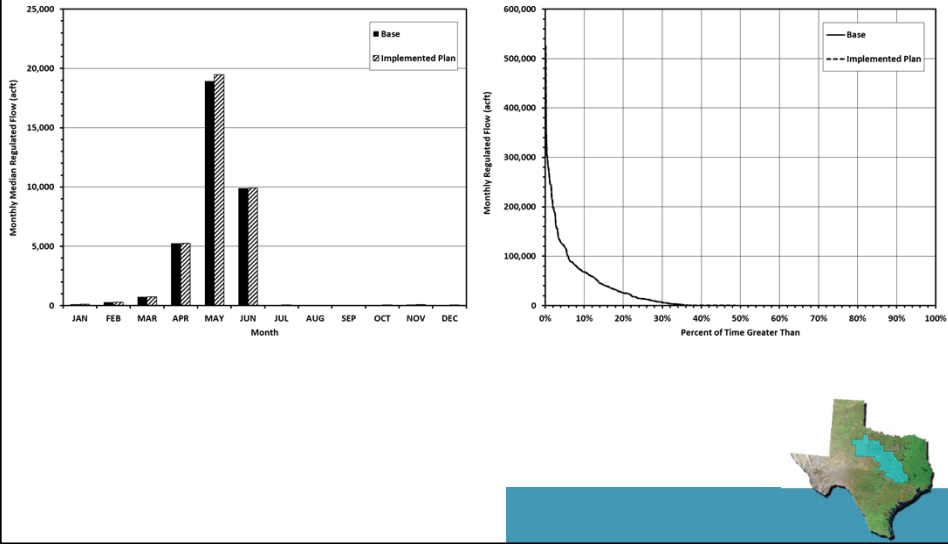 25,000
20,000
15,000
10,000
5,000
0
Monthly Median Regulated Flow (acft)
Base
Implemented Plan
JAN FEB MAR APR MAY JUN JUL AUG SEP OCT NOV DEC
Month
600,000
500,000
400,000
300,000
200,000
100,000
0
Monthly Regulated Flow (acft)
Base
Implemented Plan
0% 10% 20% 30% 40% 50% 60% 70% 80% 90% 100%
Percent of Time Greater Than